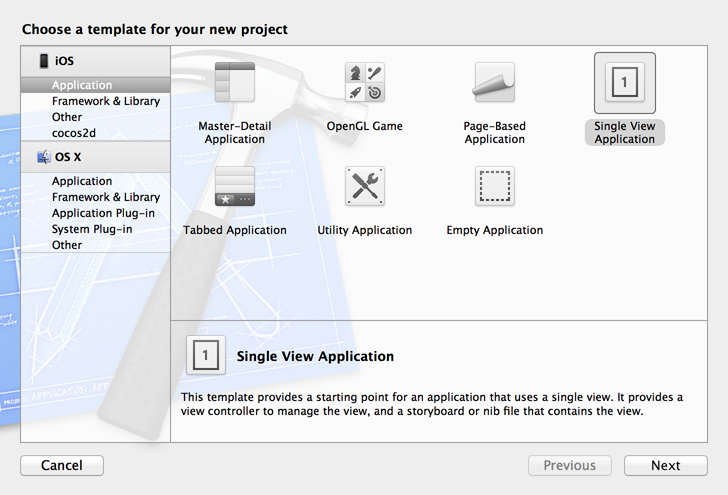 Choose a template for your new project
iOS
Application
Framework & Library
Other
cocos2d
OS X
Application
Framework & Library
Application Plug-in
System Plug-in
Other
Master-Detail
Application
OpenGL Game
Page-Based
Application
1
Single View
Application
Tabbed Application
Utility Application
Empty Application
1
Single View Application
This template provides a starting point for an application that uses a single view. It provides a
view controller to manage the view, and a storyboard or nib file that contains the view.
PROJECT APPLICATION APP
Cancel
Previous
Next